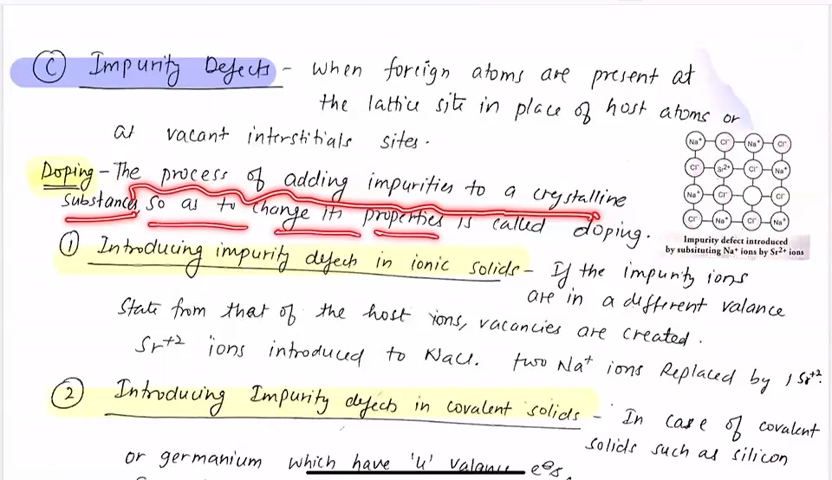 Ⓒ Impurity Defects - When foreign atoms are present at
the lattice site in place of host atoms or
at vacant interstitials sites.
Doping - The process of adding impurities to a crystalline
substances so as to change its properties is called doping.
① Introducing impurity defect in ionic solids - If the impurity ions
are in a different valance
state from that of the host ions, vacancies are created.
Sr+2 ions introduced to NaCl. two Na+ ions Replaced by 1 Sr+2.
② Introducing Impurity defects in covalent solids - In case of covalent
solids such as silicon
or germanium which have '4' valance e⊖s.
Na+ Cl- Na+ Cl-
Cl- Sr2+ Cl- Na+
Na+ Cl- Cl-
Cl- Na+ Cl- Na+
Impurity defect introduced
by subsituting Na+ ions by Sr2+ ions